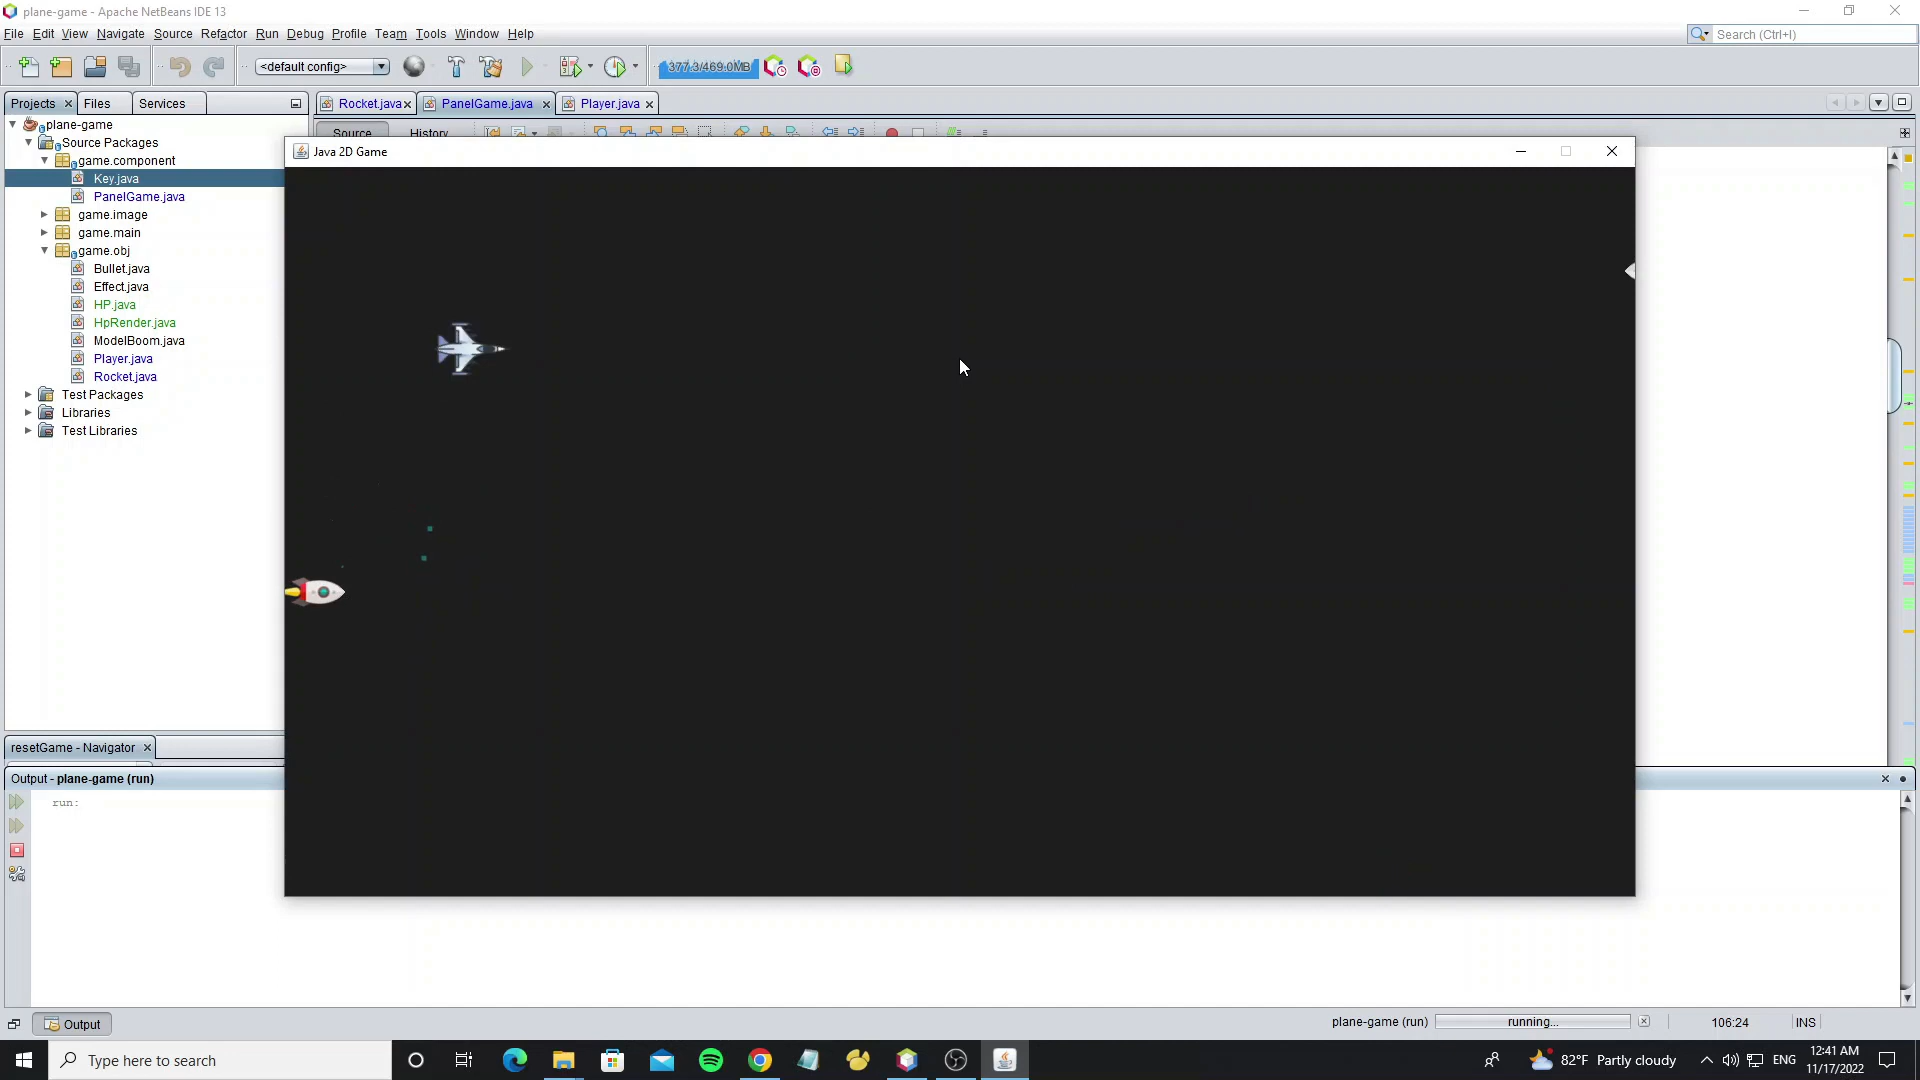 plane-game - Apache NetBeans IDE 13
File Edit View Navigate Source Refactor Run Debug Profile Team Tools Window Help
Search (Ctrl+I)
<default config>
377.3/469.0MB
Projects Files Services
Rocket.java PanelGame.java Player.java
Source History
plane-game
Source Packages
game.component
Key.java
PanelGame.java
game.image
game.main
game.obj
Bullet.java
Effect.java
HP.java
HpRender.java
ModelBoom.java
Player.java
Rocket.java
Test Packages
Libraries
Test Libraries
Java 2D Game
resetGame - Navigator
Output - plane-game (run)
run:
Output
plane-game (run) running... 106:24 INS
Type here to search
82°F Partly cloudy
ENG
12:41 AM
11/17/2022